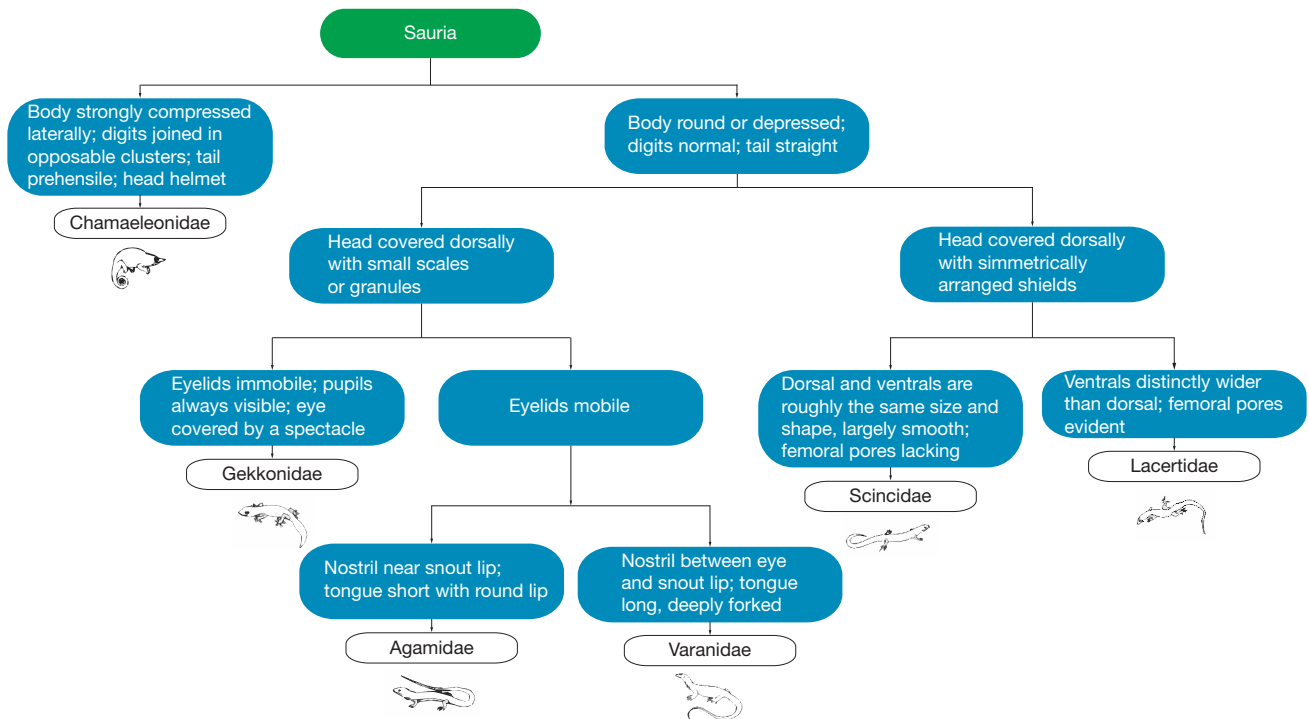 Sauria
Body strongly compressed
laterally; digits joined in
opposable clusters; tail
prehensile; head helmet
Body round or depressed;
digits normal; tail straight
Chamaeleonidae
Head covered dorsally
with small scales
or granules
Head covered dorsally
with simmetrically
arranged shields
Eyelids immobile; pupils
always visible; eye
covered by a spectacle
Eyelids mobile
Dorsal and ventrals are
roughly the same size and
shape, largely smooth;
femoral pores lacking
Ventrals distinctly wider
than dorsal; femoral pores
evident
Gekkonidae
Scincidae
Lacertidae
Nostril near snout lip;
tongue short with round lip
Nostril between eye
and snout lip; tongue
long, deeply forked
Agamidae
Varanidae